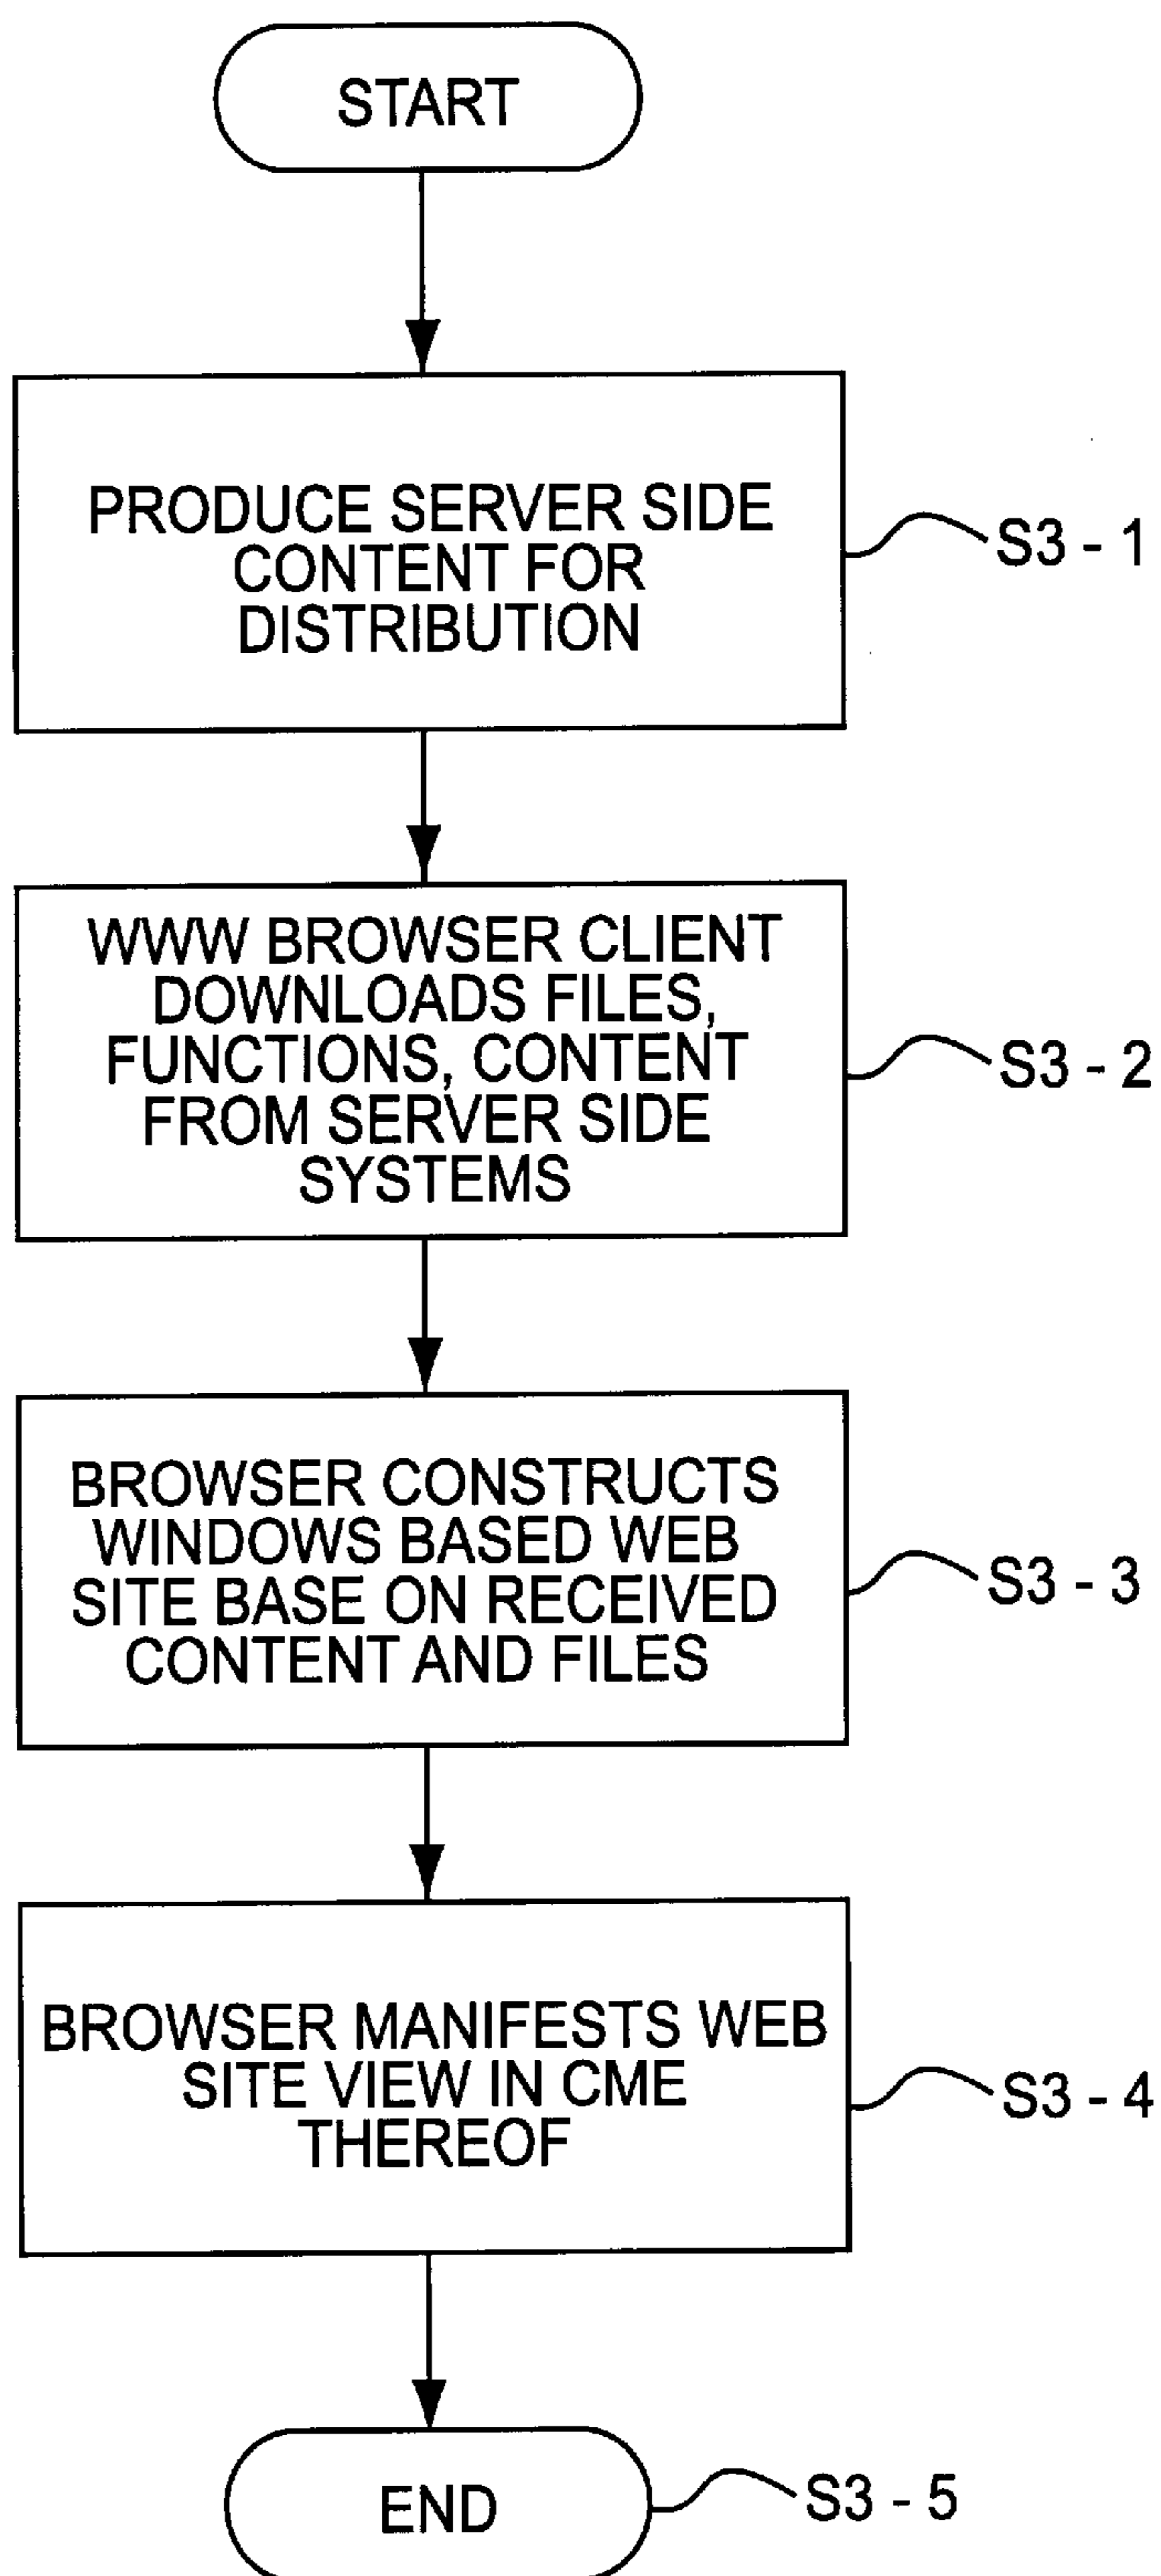 START
PRODUCE SERVER SIDE
CONTENT FOR
DISTRIBUTION
S3 - 1
WWW BROWSER CLIENT
DOWNLOADS FILES,
FUNCTIONS, CONTENT
FROM SERVER SIDE
SYSTEMS
S3 - 2
BROWSER CONSTRUCTS
WINDOWS BASED WEB
SITE BASE ON RECEIVED
CONTENT AND FILES
S3 - 3
BROWSER MANIFESTS WEB
SITE VIEW IN CME
THEREOF
S3 - 4
END
S3 - 5